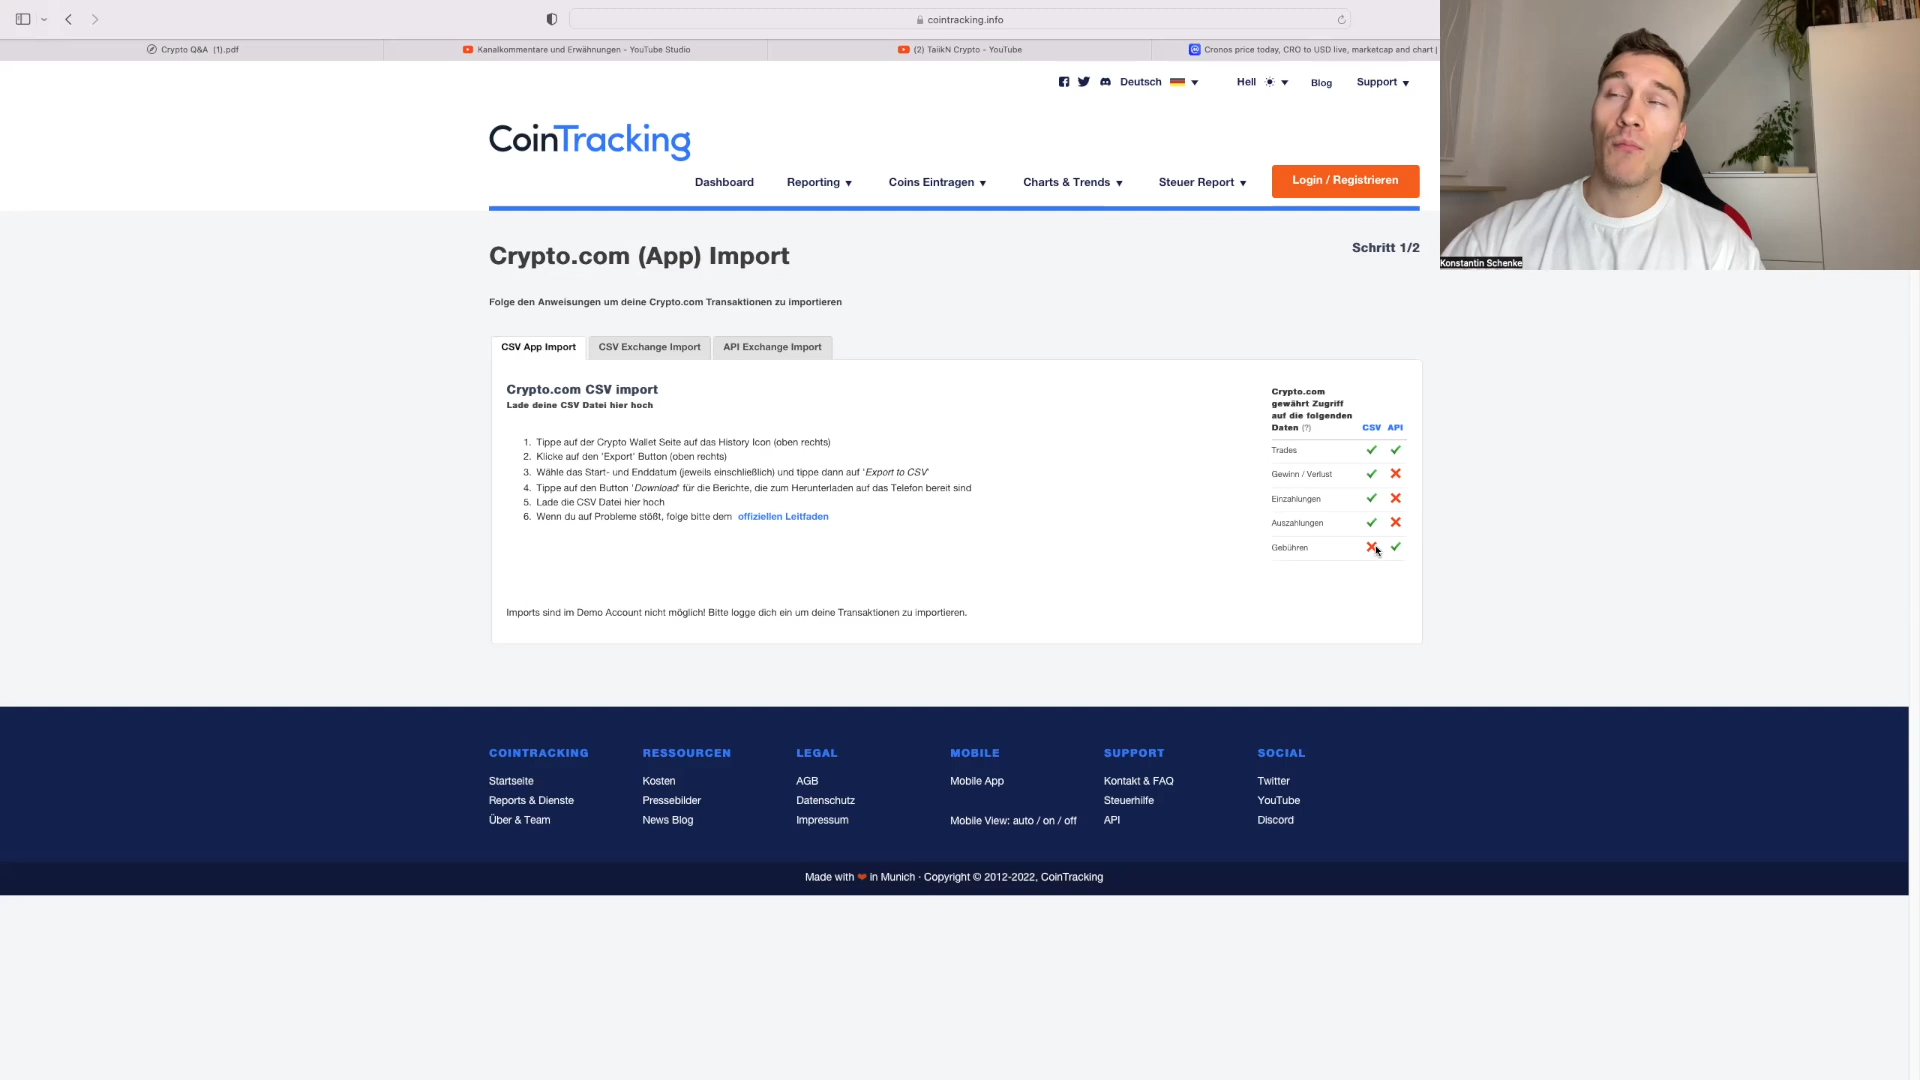 cointracking.info
Crypto Q&A (1).pdf
Kanalkommentare und Erwähnungen - YouTube Studio
(2) TaiikN Crypto - YouTube
Cronos price today, CRO to USD live, marketcap and chart |
Deutsch
Hell
Blog
Support
CoinTracking
Dashboard
Reporting
Coins Eintragen
Charts & Trends
Steuer Report
Login / Registrieren
Konstantin Schenke
Crypto.com (App) Import
Schritt 1/2
Folge den Anweisungen um deine Crypto.com Transaktionen zu importieren
CSV App Import
CSV Exchange Import
API Exchange Import
Crypto.com CSV import
Lade deine CSV Datei hier hoch
1. Tippe auf der Crypto Wallet Seite auf das History Icon (oben rechts)
2. Klicke auf den 'Export' Button (oben rechts)
3. Wähle das Start- und Enddatum (jeweils einschließlich) und tippe dann auf 'Export to CSV'
4. Tippe auf den Button 'Download' für die Berichte, die zum Herunterladen auf das Telefon bereit sind
5. Lade die CSV Datei hier hoch
6. Wenn du auf Probleme stößt, folge bitte dem offiziellen Leitfaden
Imports sind im Demo Account nicht möglich! Bitte logge dich ein um deine Transaktionen zu importieren.
Crypto.com
gewährt Zugriff
auf die folgenden
Daten (?) CSV API
Trades
Gewinn / Verlust
Einzahlungen
Auszahlungen
Gebühren
COINTRACKING
Startseite
Reports & Dienste
Über & Team
RESSOURCEN
Kosten
Pressebilder
News Blog
LEGAL
AGB
Datenschutz
Impressum
MOBILE
Mobile App
Mobile View: auto / on / off
SUPPORT
Kontakt & FAQ
Steuerhilfe
API
SOCIAL
Twitter
YouTube
Discord
Made with ❤ in Munich · Copyright © 2012-2022, CoinTracking